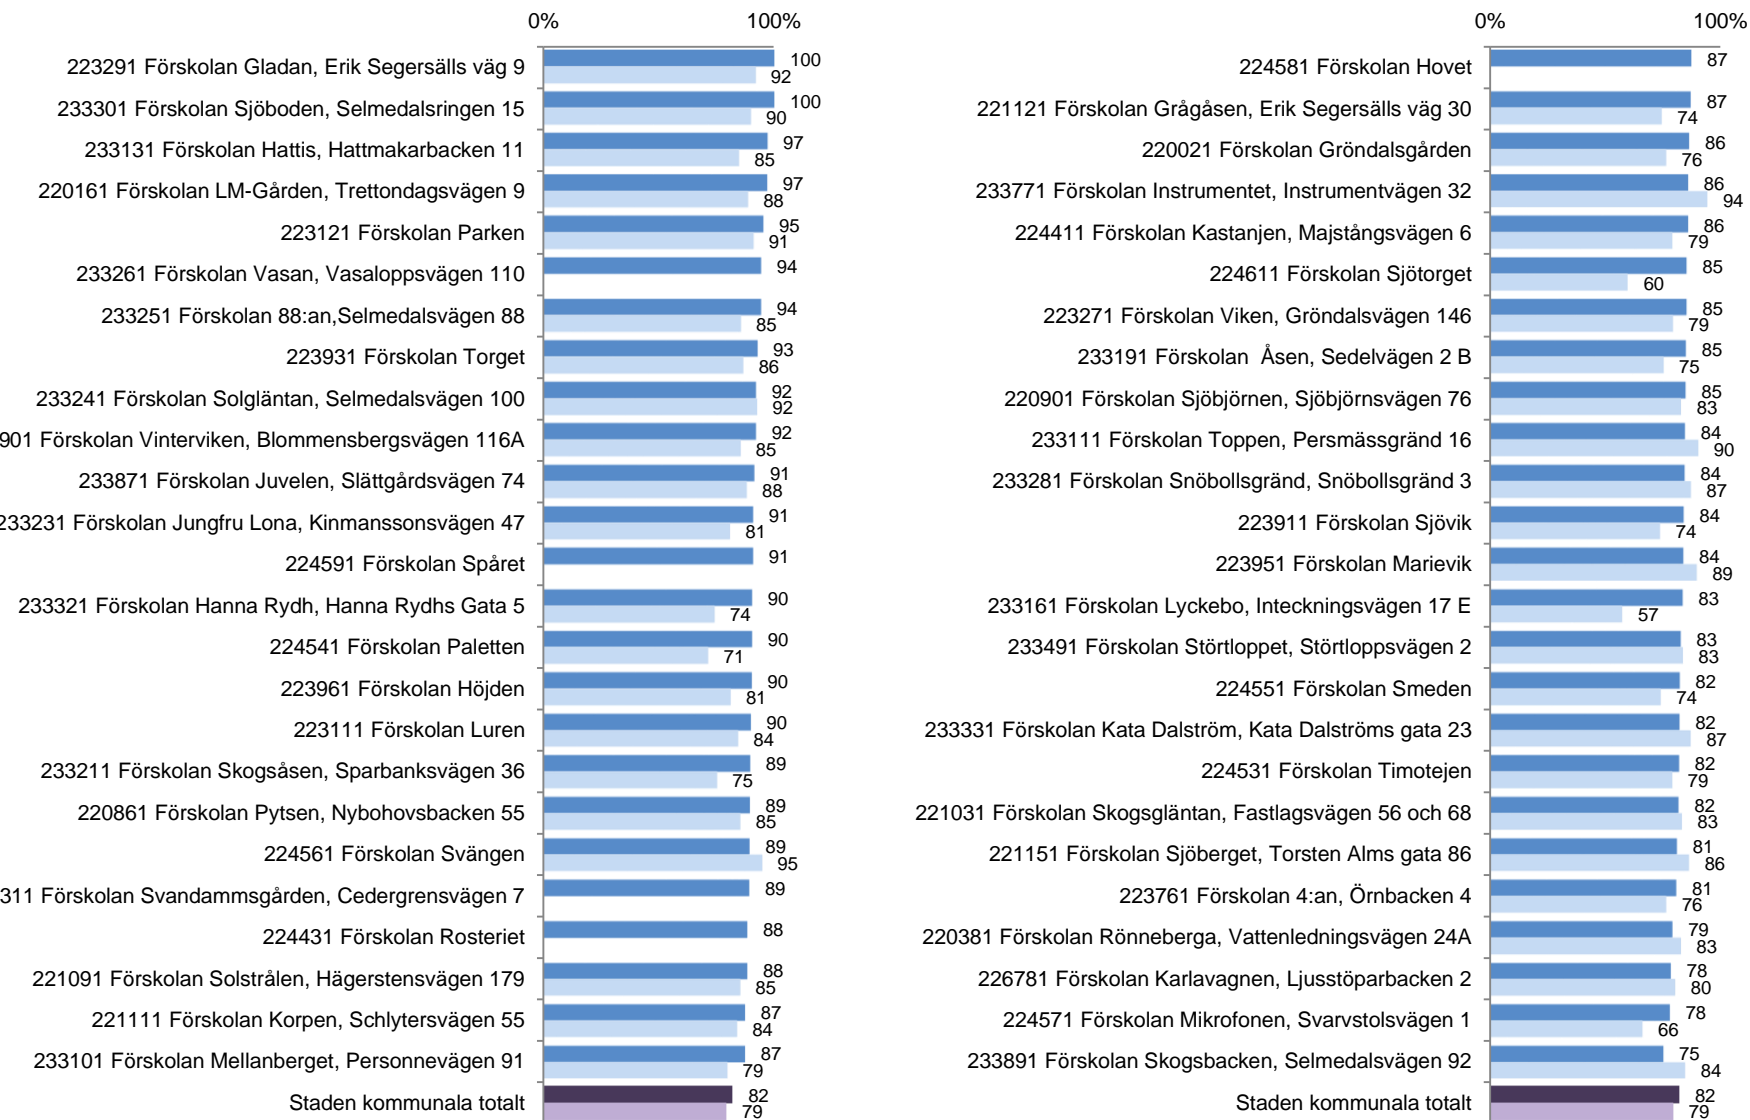 0% 100%
223291 Förskolan Gladan, Erik Segersälls väg 9 100 92
233301 Förskolan Sjöboden, Selmedalsringen 15 100 90
233131 Förskolan Hattis, Hattmakarbacken 11 97 85
220161 Förskolan LM-Gården, Trettondagsvägen 9 97 88
223121 Förskolan Parken 95 91
233261 Förskolan Vasan, Vasaloppsvägen 110 94
233251 Förskolan 88:an,Selmedalsvägen 88 94 85
223931 Förskolan Torget 93 86
233241 Förskolan Solgläntan, Selmedalsvägen 100 92 92
901 Förskolan Vinterviken, Blommensbergsvägen 116A 92 85
233871 Förskolan Juvelen, Slättgårdsvägen 74 91 88
233231 Förskolan Jungfru Lona, Kinmanssonsvägen 47 91 81
224591 Förskolan Spåret 91
233321 Förskolan Hanna Rydh, Hanna Rydhs Gata 5 90 74
224541 Förskolan Paletten 90 71
223961 Förskolan Höjden 90 81
223111 Förskolan Luren 90 84
233211 Förskolan Skogsåsen, Sparbanksvägen 36 89 75
220861 Förskolan Pytsen, Nybohovsbacken 55 89 85
224561 Förskolan Svängen 89 95
311 Förskolan Svandammsgården, Cedergrensvägen 7 89
224431 Förskolan Rosteriet 88
221091 Förskolan Solstrålen, Hägerstensvägen 179 88 85
221111 Förskolan Korpen, Schlytersvägen 55 87 84
233101 Förskolan Mellanberget, Personnevägen 91 87 79
Staden kommunala totalt 82 79
0% 100%
224581 Förskolan Hovet 87
221121 Förskolan Grågåsen, Erik Segersälls väg 30 87 74
220021 Förskolan Gröndalsgården 86 76
233771 Förskolan Instrumentet, Instrumentvägen 32 86 94
224411 Förskolan Kastanjen, Majstångsvägen 6 86 79
224611 Förskolan Sjötorget 85 60
223271 Förskolan Viken, Gröndalsvägen 146 85 79
233191 Förskolan  Åsen, Sedelvägen 2 B 85 75
220901 Förskolan Sjöbjörnen, Sjöbjörnsvägen 76 85 83
233111 Förskolan Toppen, Persmässgränd 16 84 90
233281 Förskolan Snöbollsgränd, Snöbollsgränd 3 84 87
223911 Förskolan Sjövik 84 74
223951 Förskolan Marievik 84 89
233161 Förskolan Lyckebo, Inteckningsvägen 17 E 83 57
233491 Förskolan Störtloppet, Störtloppsvägen 2 83 83
224551 Förskolan Smeden 82 74
233331 Förskolan Kata Dalström, Kata Dalströms gata 23 82 87
224531 Förskolan Timotejen 82 79
221031 Förskolan Skogsgläntan, Fastlagsvägen 56 och 68 82 83
221151 Förskolan Sjöberget, Torsten Alms gata 86 81 86
223761 Förskolan 4:an, Örnbacken 4 81 76
220381 Förskolan Rönneberga, Vattenledningsvägen 24A 79 83
226781 Förskolan Karlavagnen, Ljusstöparbacken 2 78 80
224571 Förskolan Mikrofonen, Svarvstolsvägen 1 78 66
233891 Förskolan Skogsbacken, Selmedalsvägen 92 75 84
Staden kommunala totalt 82 79